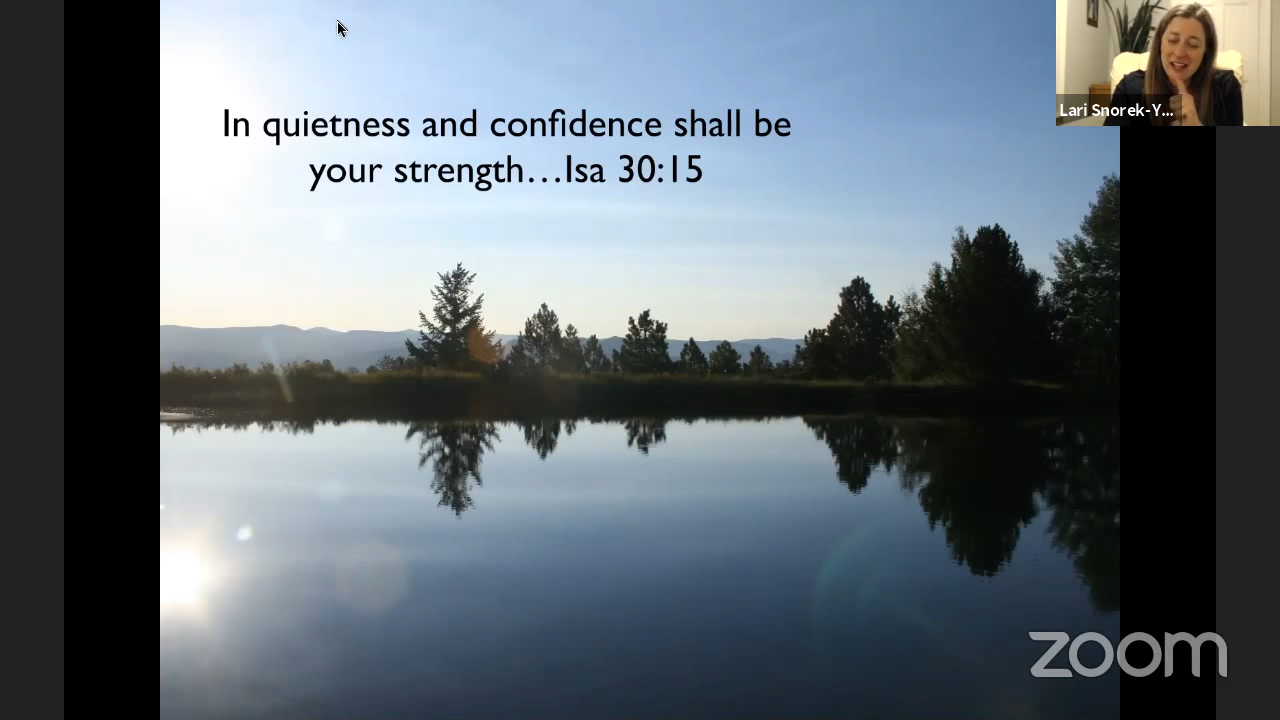 In quietness and confidence shall be
your strength…Isa 30:15
Lari Snorek-Y...
zoom